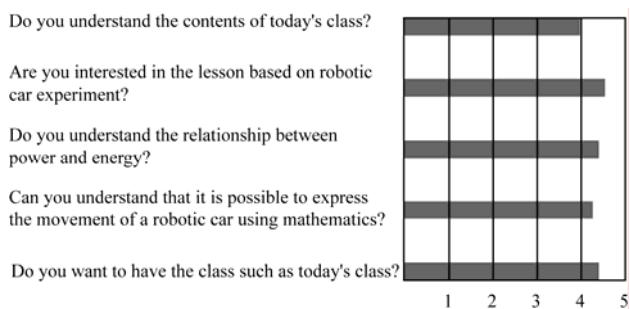 Do you understand the contents of today's class?
Are you interested in the lesson based on robotic
car experiment?
Do you understand the relationship between
power and energy?
Can you understand that it is possible to express
the movement of a robotic car using mathematics?
Do you want to have the class such as today's class?
1 2 3 4 5